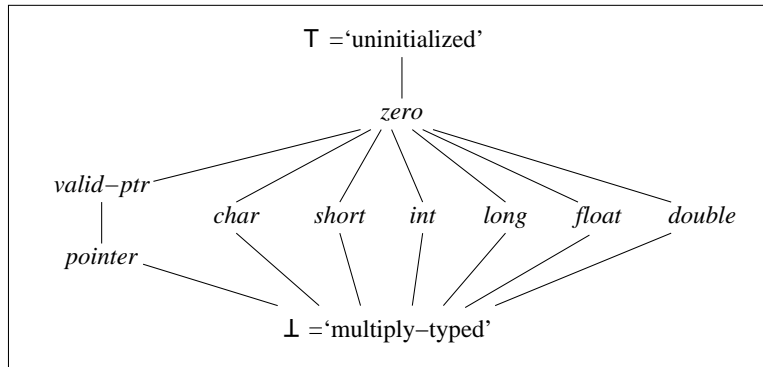 ⊤ =‘uninitialized’
zero
valid−ptr
char short int long float double
pointer
⊥ =‘multiply−typed’